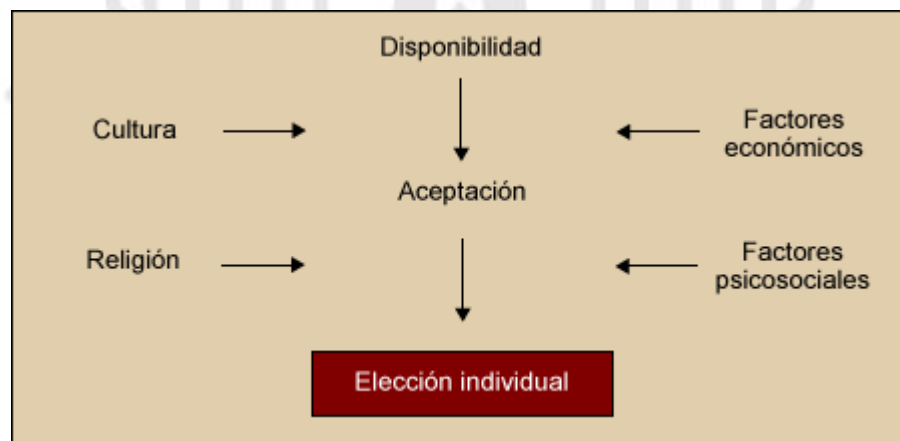 Disponibilidad
Cultura
Factores
económicos
Aceptación
Religión
Factores
psicosociales
Elección individual